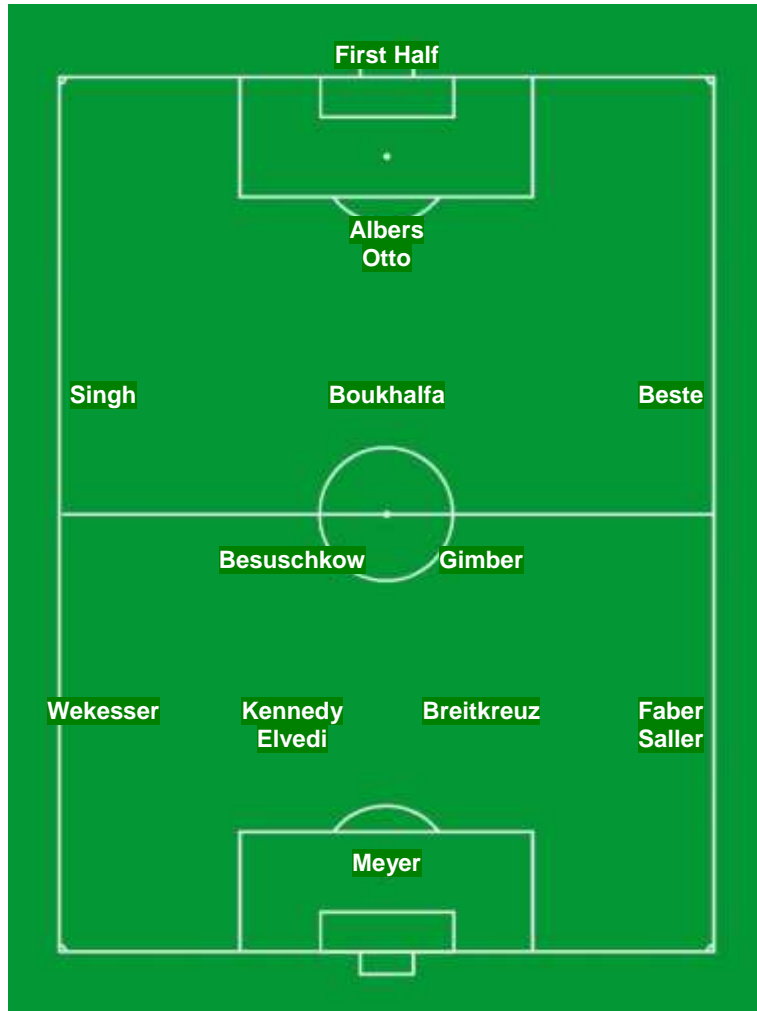 First Half
Albers
Otto
Singh Boukhalfa Beste
Besuschkow Gimber
Wekesser Kennedy Breitkreuz Faber
Elvedi Saller
Meyer